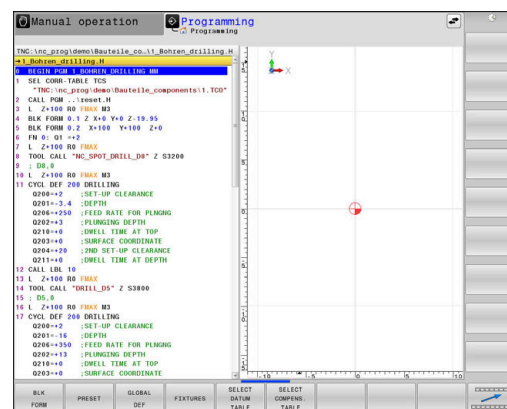 Manual operation
Programming
Programming
TNC:\nc_prog\demo\Bauteile_co…\1_Bohren_drilling.H
→1_Bohren_drilling.H
0 BEGIN PGM 1_BOHREN_DRILLING MM
1 SEL CORR-TABLE TCS
"TNC:\nc_prog\demo\Bauteile_components\1.TCO"
2 CALL PGM ..\reset.H
3 L Z+100 R0 FMAX M3
4 BLK FORM 0.1 Z X+0 Y+0 Z-19.95
5 BLK FORM 0.2 X+100 Y+100 Z+0
6 FN 0: Q1 =+2
7 L Z+100 R0 FMAX
8 TOOL CALL "NC_SPOT_DRILL_D8" Z S3200
9 ; D8,0
10 L Z+100 R0 FMAX M3
11 CYCL DEF 200 DRILLING
Q200=+2 ;SET-UP CLEARANCE
Q201=-3.4 ;DEPTH
Q206=+250 ;FEED RATE FOR PLNGNG
Q202=+3 ;PLUNGING DEPTH
Q210=+0 ;DWELL TIME AT TOP
Q203=+0 ;SURFACE COORDINATE
Q204=+20 ;2ND SET-UP CLEARANCE
Q211=+0 ;DWELL TIME AT DEPTH
12 CALL LBL 10
13 L Z+100 R0 FMAX
14 TOOL CALL "DRILL_D5" Z S3800
15 ; D5,0
16 L Z+100 R0 FMAX M3
17 CYCL DEF 200 DRILLING
Q200=+2 ;SET-UP CLEARANCE
Q201=-16 ;DEPTH
Q206=+350 ;FEED RATE FOR PLNGNG
Q202=+13 ;PLUNGING DEPTH
Q210=+0 ;DWELL TIME AT TOP
Q203=+0 ;SURFACE COORDINATE
Y
X
BLK FORM
PRESET
GLOBAL DEF
FIXTURES
SELECT DATUM TABLE
SELECT COMPENS. TABLE